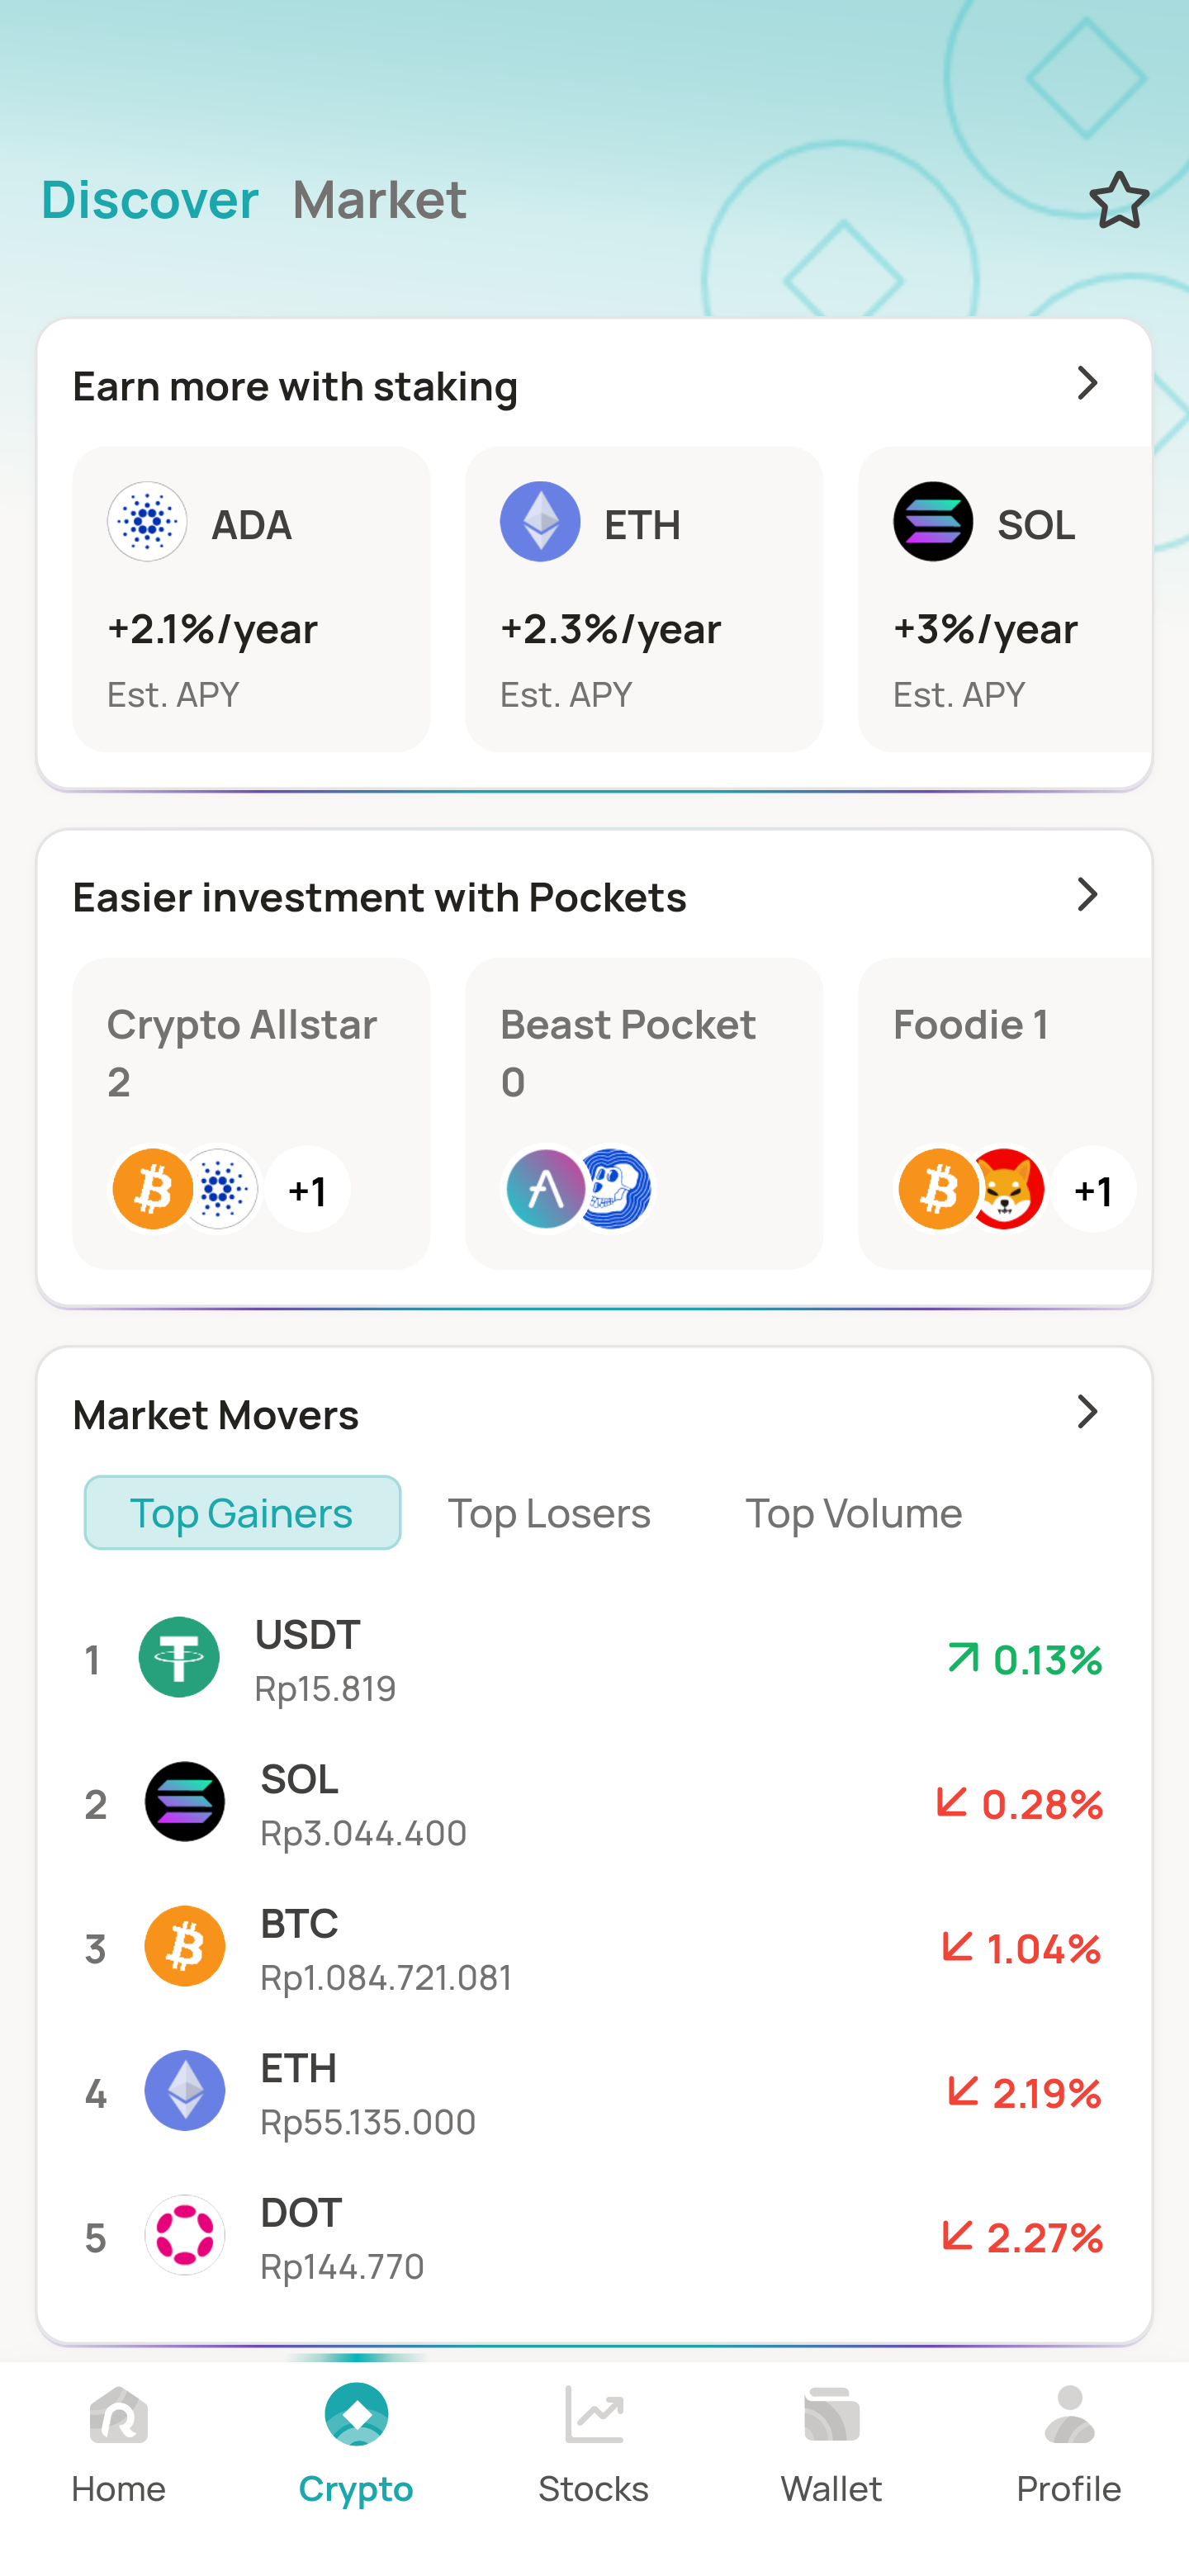 Discover Market
Earn more with staking
ADA ETH SOL
+2.1%/year +2.3%/year +3%/year
Est. APY Est. APY Est. APY
Easier investment with Pockets
Crypto Allstar Beast Pocket Foodie 1
2 0
+1 +1
Market Movers
Top Gainers Top Losers Top Volume
1 USDT 0.13%
Rp15.819
2 SOL 0.28%
Rp3.044.400
3 BTC 1.04%
Rp1.084.721.081
4 ETH 2.19%
Rp55.135.000
5 DOT 2.27%
Rp144.770
Home Crypto Stocks Wallet Profile